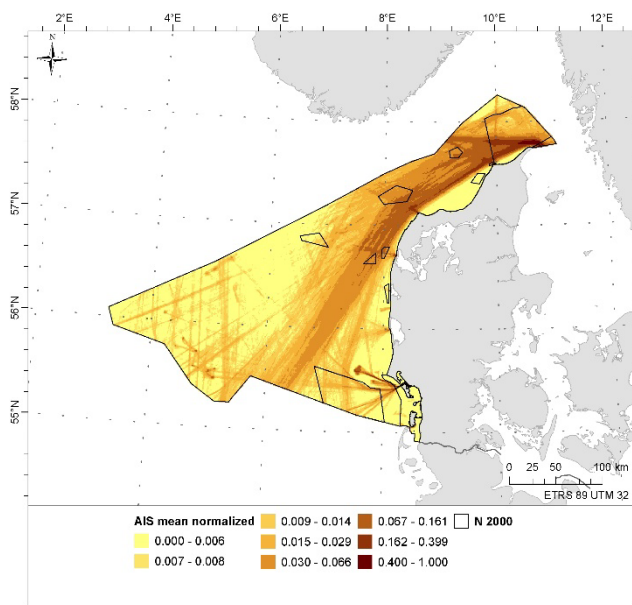 2°E 4°E 6°E 8°E 10°E 12°E
N
58°N
57°N
56°N
55°N
0 25 50 100 km
ETRS 89 UTM 32
AIS mean normalized
0.000 - 0.006
0.007 - 0.008
0.009 - 0.014
0.015 - 0.029
0.030 - 0.066
0.067 - 0.161
0.162 - 0.399
0.400 - 1.000
N 2000